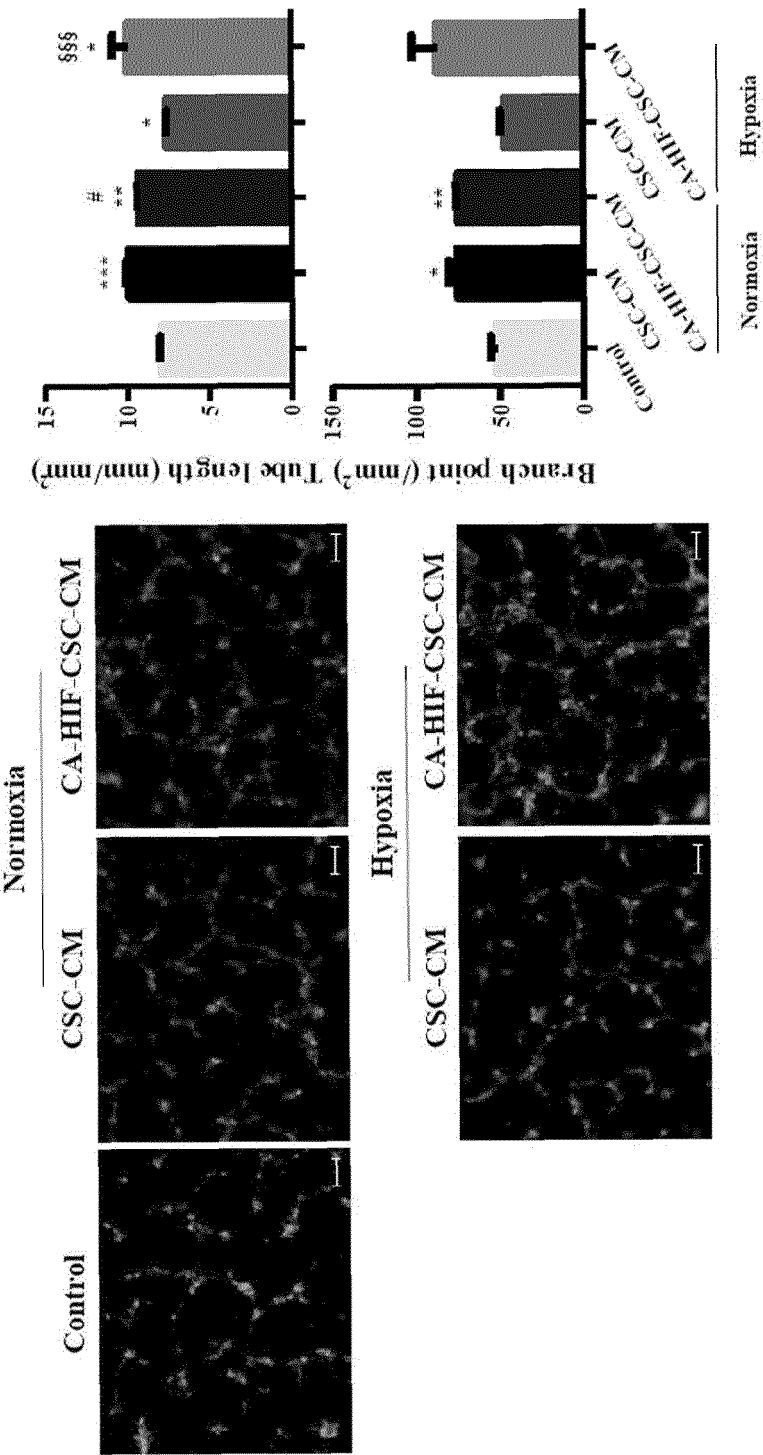 Normoxia
Control
CSC-CM
CA-HIF-CSC-CM
Hypoxia
CSC-CM
CA-HIF-CSC-CM
Tube length (mm/mm²)
15
10
5
0
***
#
**
*
§§§
*
Branch point (/mm²)
150
100
50
0
*
**
Control
CSC-CM
CA-HIF-CSC-CM
CSC-CM
CA-HIF-CSC-CM
Normoxia
Hypoxia